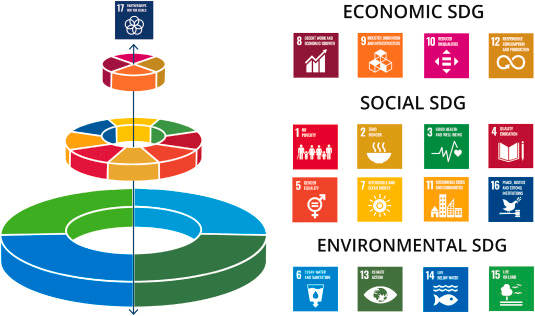 17 PARTNERSHIPS
FOR THE GOALS
ECONOMIC SDG
8 DECENT WORK AND
ECONOMIC GROWTH
9 INDUSTRY, INNOVATION
AND INFRASTRUCTURE
10 REDUCED
INEQUALITIES
12 RESPONSIBLE
CONSUMPTION
AND PRODUCTION
SOCIAL SDG
1 NO
POVERTY
2 ZERO
HUNGER
3 GOOD HEALTH
AND WELL-BEING
4 QUALITY
EDUCATION
5 GENDER
EQUALITY
7 AFFORDABLE AND
CLEAN ENERGY
11 SUSTAINABLE CITIES
AND COMMUNITIES
16 PEACE, JUSTICE
AND STRONG
INSTITUTIONS
ENVIRONMENTAL SDG
6 CLEAN WATER
AND SANITATION
13 CLIMATE
ACTION
14 LIFE
BELOW WATER
15 LIFE
ON LAND